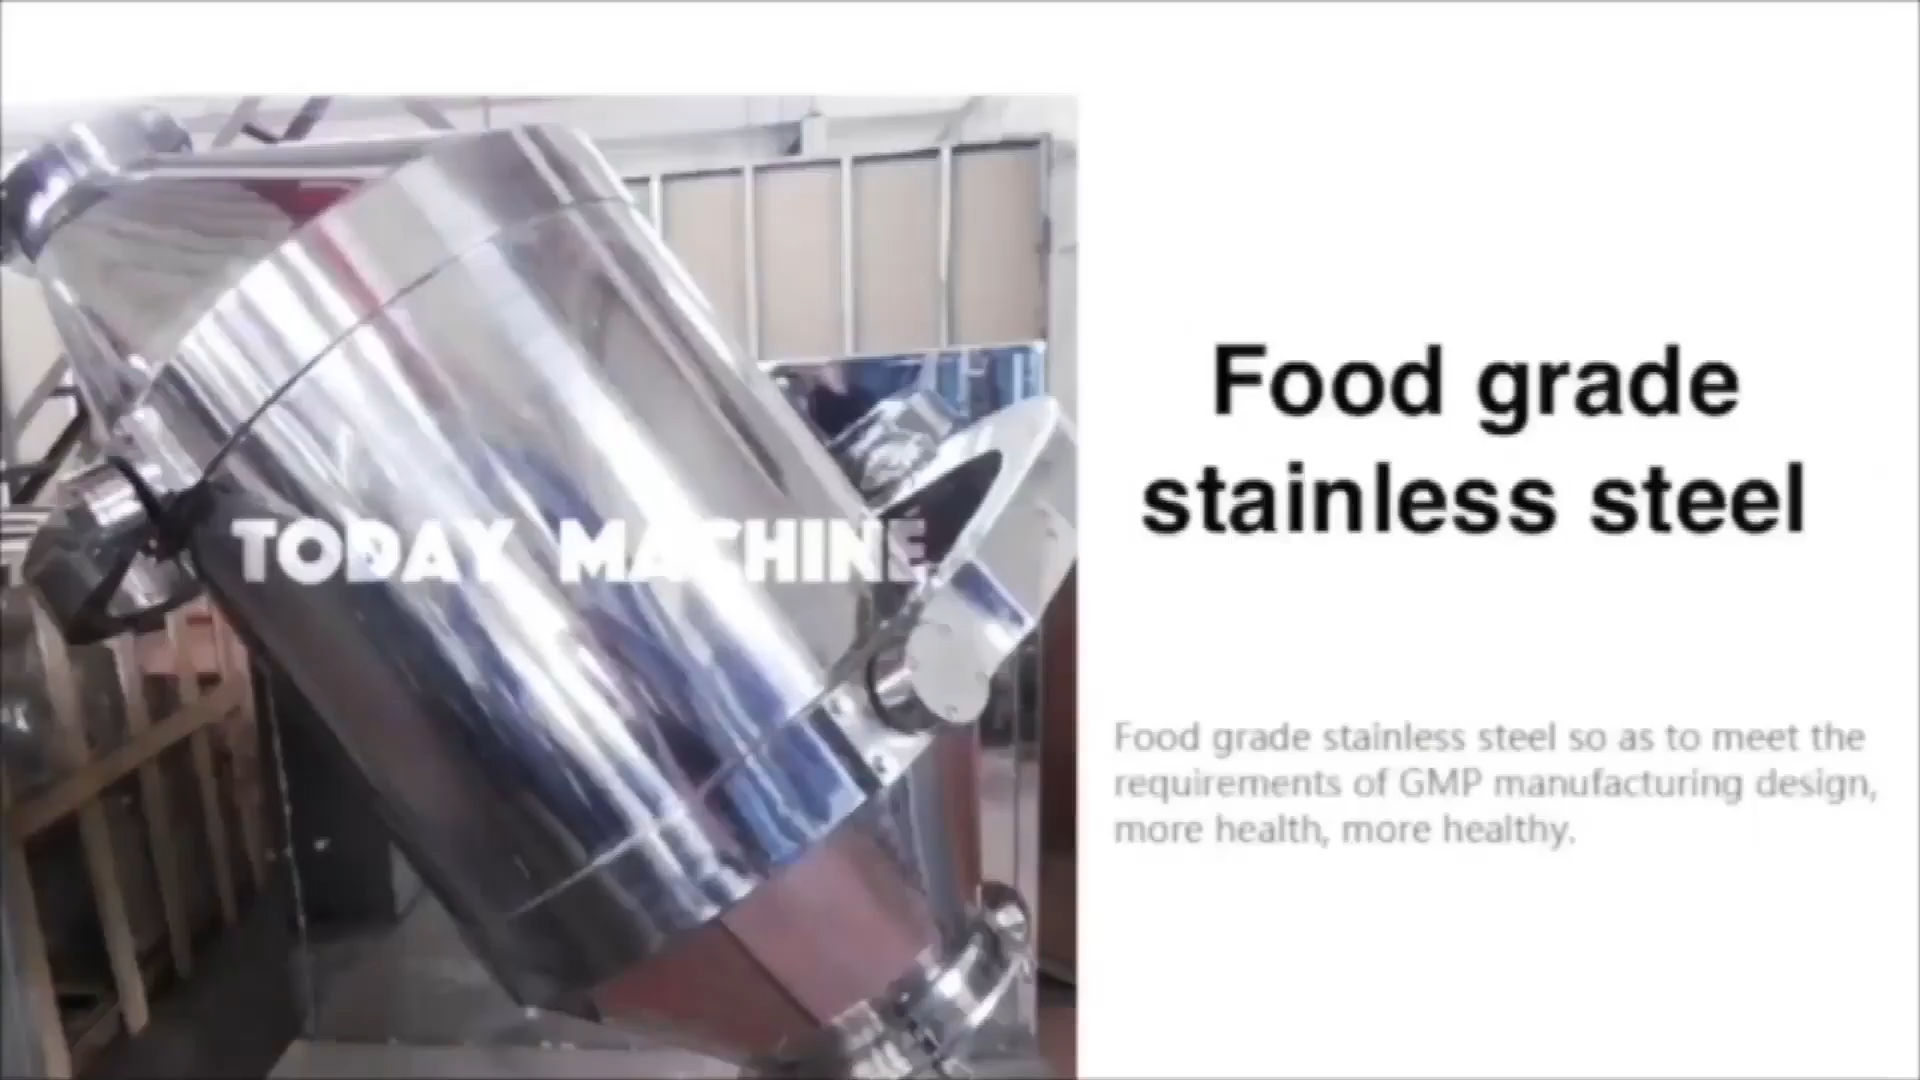 TODAY MACHINE
Food grade
stainless steel
Food grade stainless steel so as to meet the
requirements of GMP manufacturing design,
more health, more healthy.